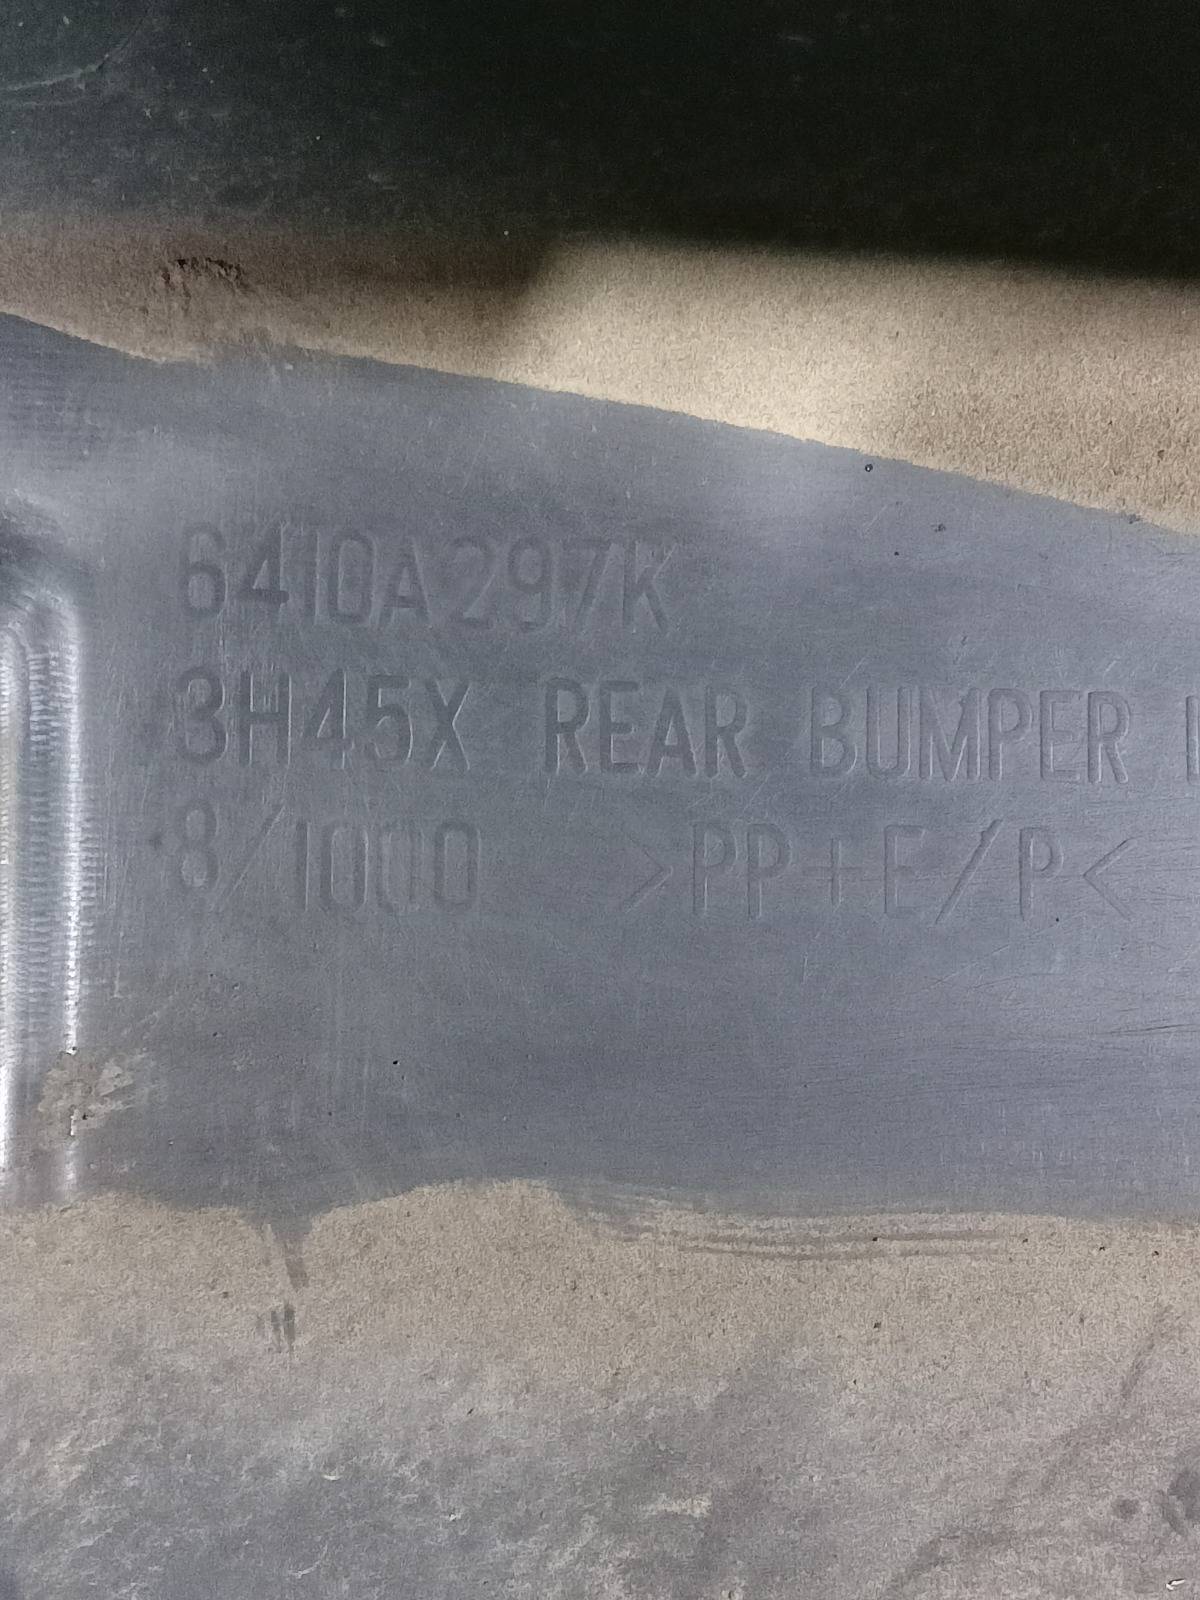 6410A297K
3H45X REAR BUMPER
8/1000 >PP+E/P<